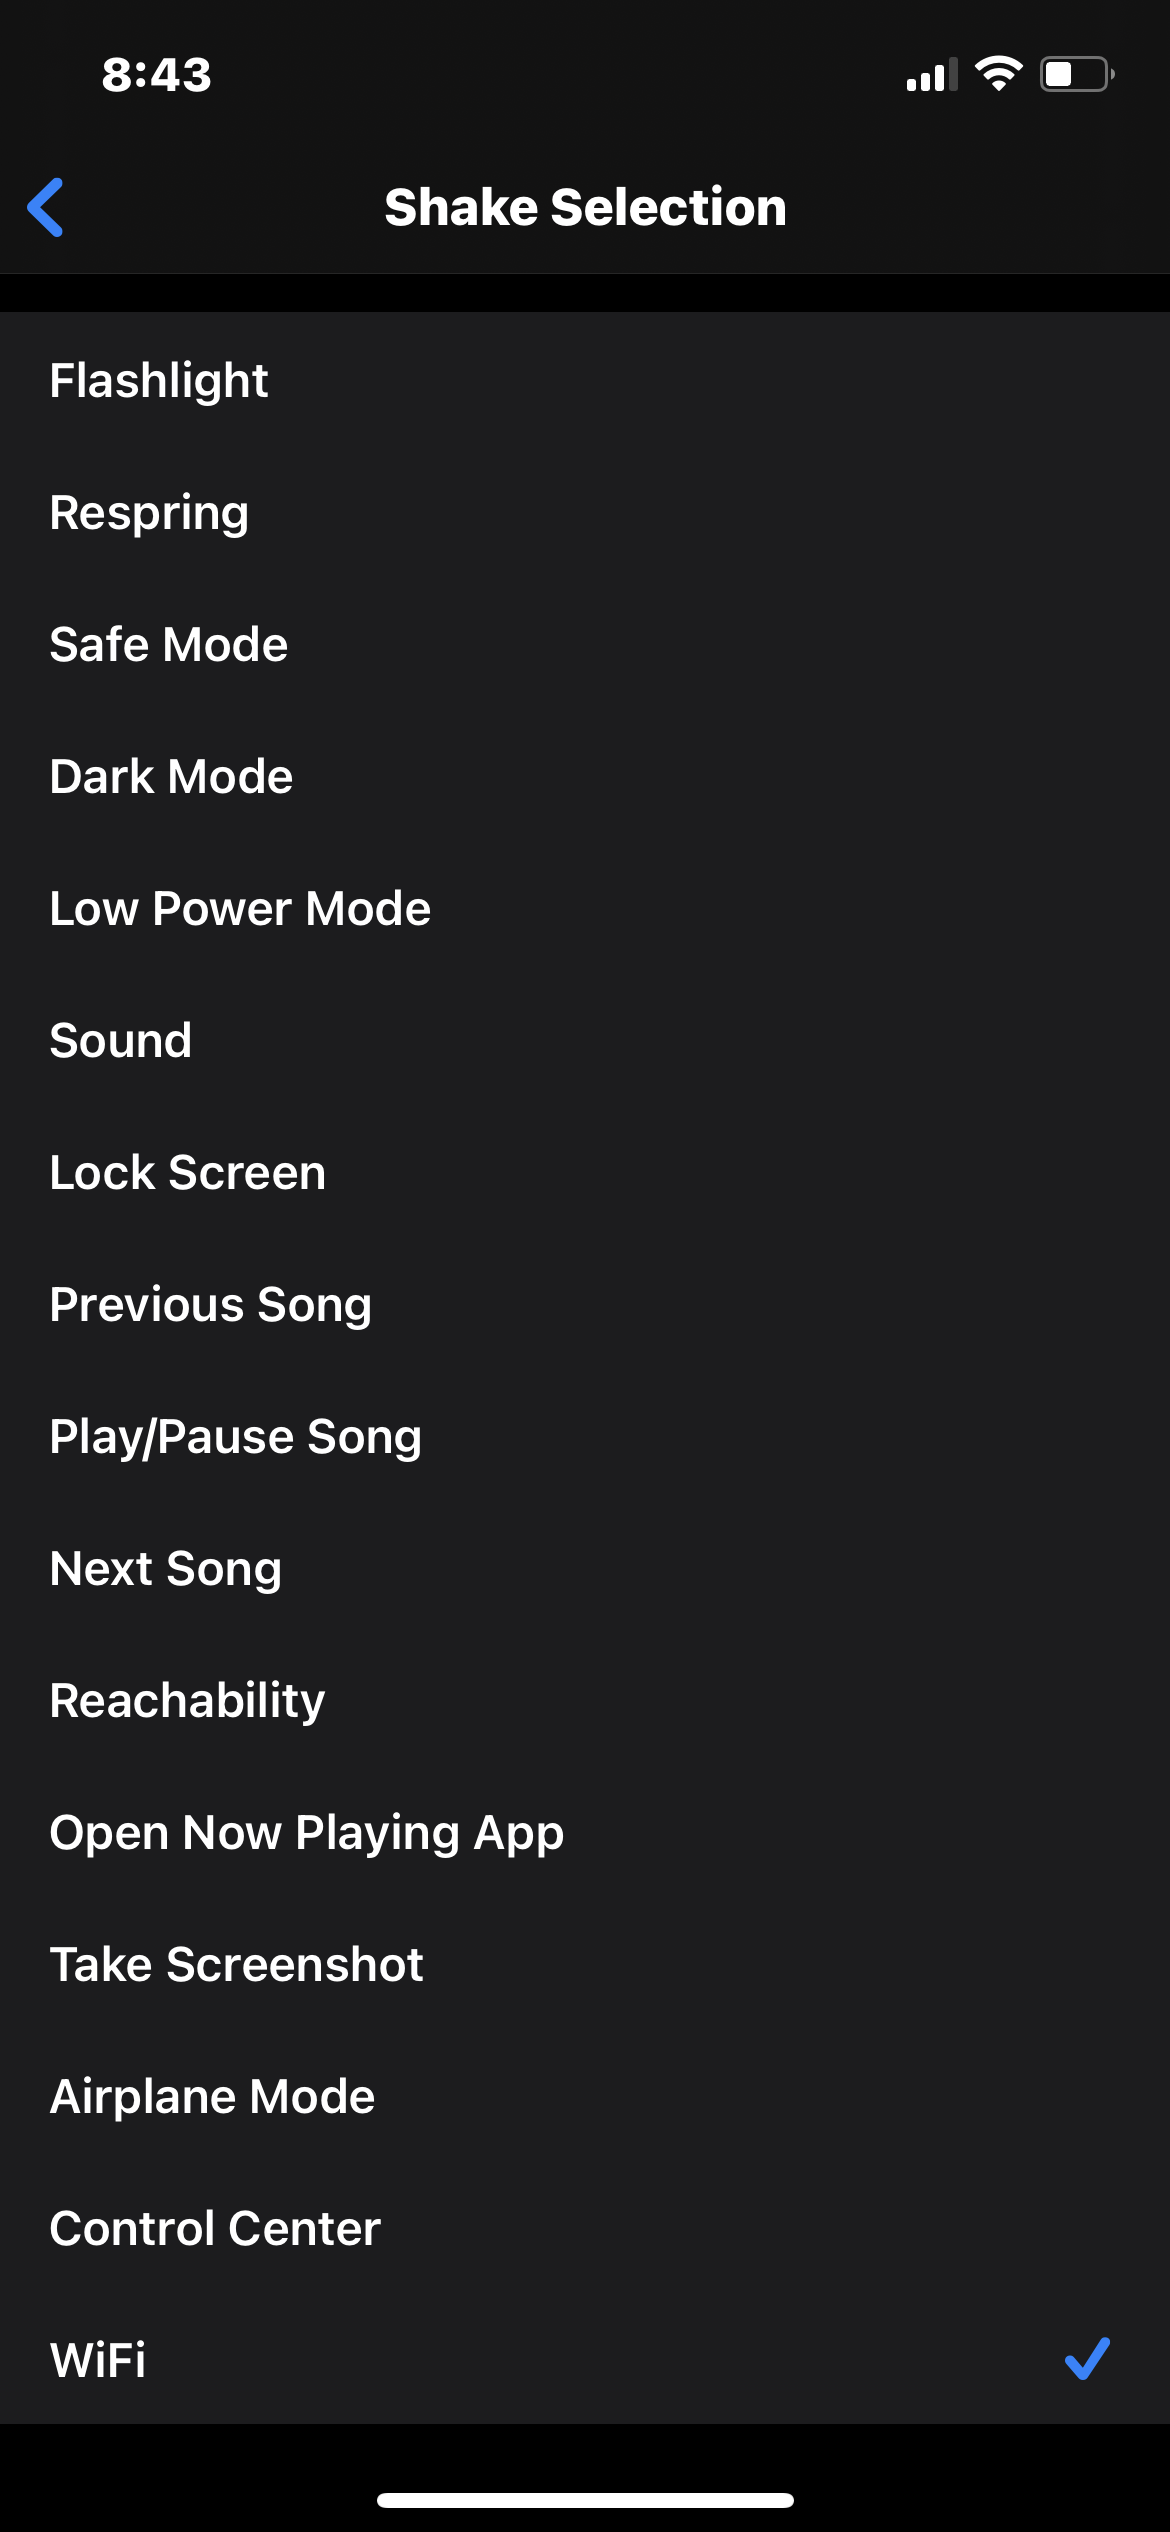 8:43
Shake Selection
Flashlight
Respring
Safe Mode
Dark Mode
Low Power Mode
Sound
Lock Screen
Previous Song
Play/Pause Song
Next Song
Reachability
Open Now Playing App
Take Screenshot
Airplane Mode
Control Center
WiFi